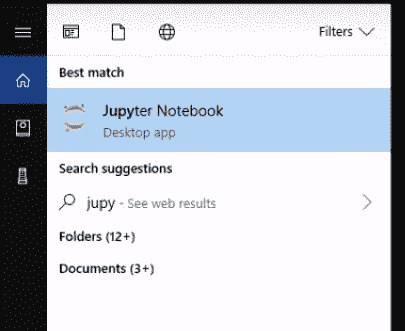 Filters
Best match
Jupyter Notebook
Desktop app
Search suggestions
jupy - See web results
Folders (12+)
Documents (3+)